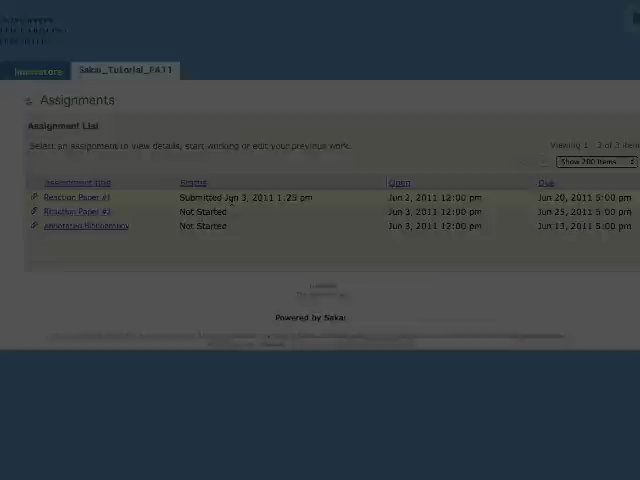 Sakai_Tutorial_FA11
Assignments
Assignment List
Select an assignment to view details, start working or edit your previous work.
Viewing 1 - 3 of 3 items
Show 200 items
Assignment title Status Open Due
Reaction Paper #1 Submitted Jun 3, 2011 1:25 pm Jun 2, 2011 12:00 pm Jun 20, 2011 5:00 pm
Reaction Paper #2 Not Started Jun 3, 2011 12:00 pm Jun 25, 2011 5:00 pm
Annotated Bibliography Not Started Jun 3, 2011 12:00 pm Jun 13, 2011 5:00 pm
Powered by Sakai